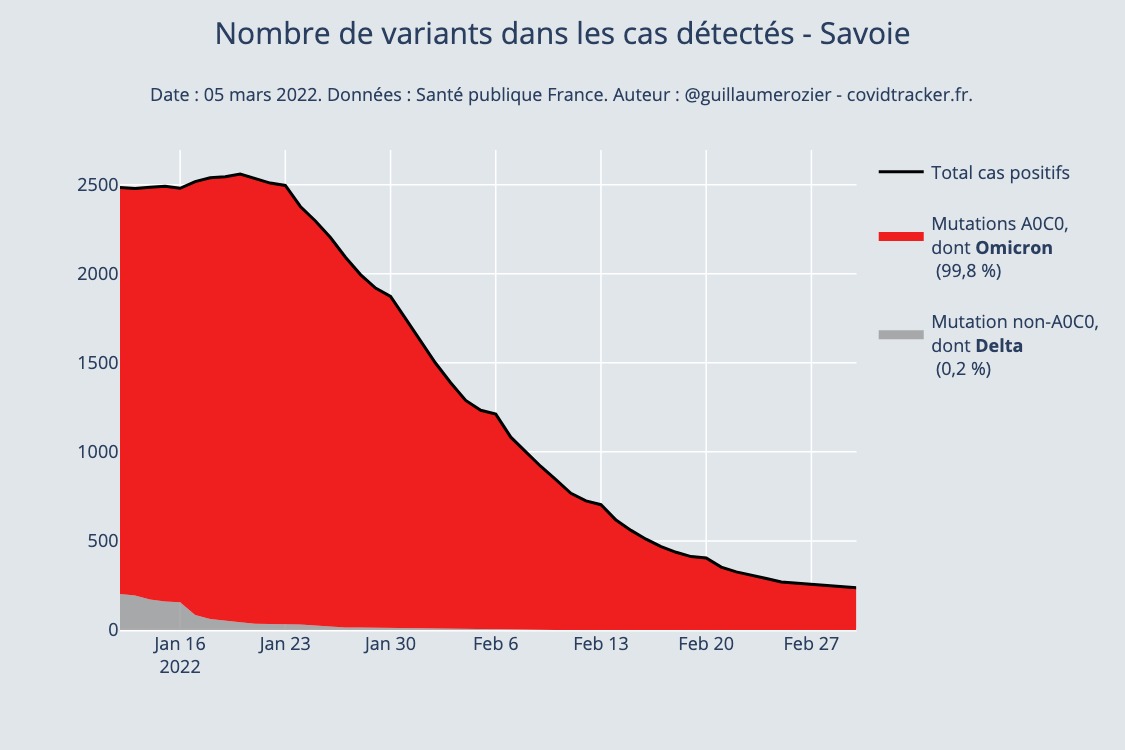 Nombre de variants dans les cas détectés - Savoie
Date : 05 mars 2022. Données : Santé publique France. Auteur : @guillaumerozier - covidtracker.fr.
2500
2000
1500
1000
500
0
Jan 16
2022
Jan 23
Jan 30
Feb 6
Feb 13
Feb 20
Feb 27
Total cas positifs
Mutations A0C0,
dont Omicron
(99,8 %)
Mutation non-A0C0,
dont Delta
(0,2 %)